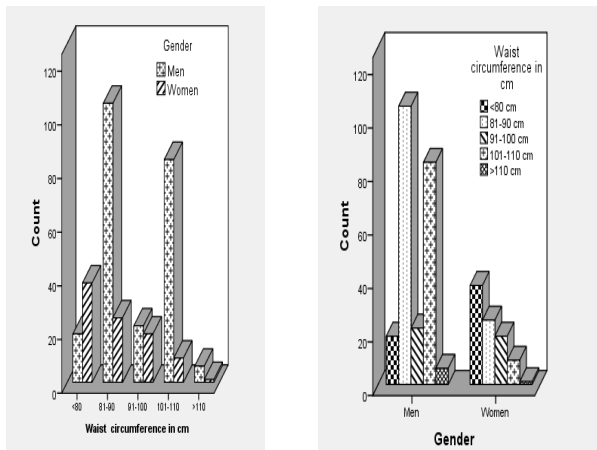 Gender
Men
Women
120
100
80
60
40
20
0
Count
<80
81-90
91-100
101-110
>110
Waist circumference in cm
Waist
circumference in
cm
<80 cm
81-90 cm
91-100 cm
101-110 cm
>110 cm
120
100
80
60
40
20
0
Count
Men
Women
Gender